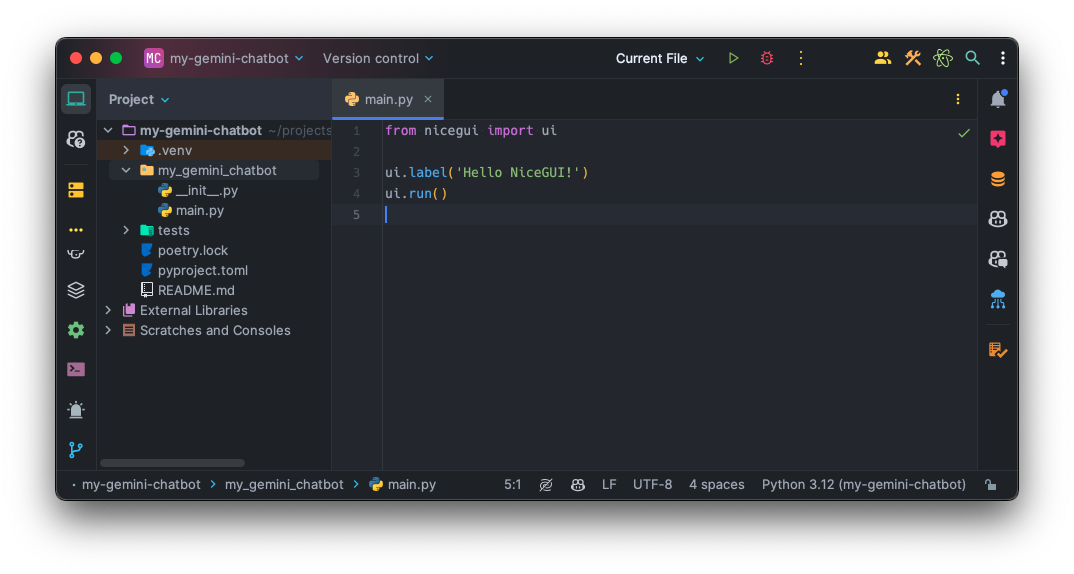 MC my-gemini-chatbot Version control Current File
Project
main.py
my-gemini-chatbot ~/projects
.venv
my_gemini_chatbot
__init__.py
main.py
tests
poetry.lock
pyproject.toml
README.md
External Libraries
Scratches and Consoles
1 from nicegui import ui
2
3 ui.label('Hello NiceGUI!')
4 ui.run()
5
my-gemini-chatbot my_gemini_chatbot main.py 5:1 LF UTF-8 4 spaces Python 3.12 (my-gemini-chatbot)